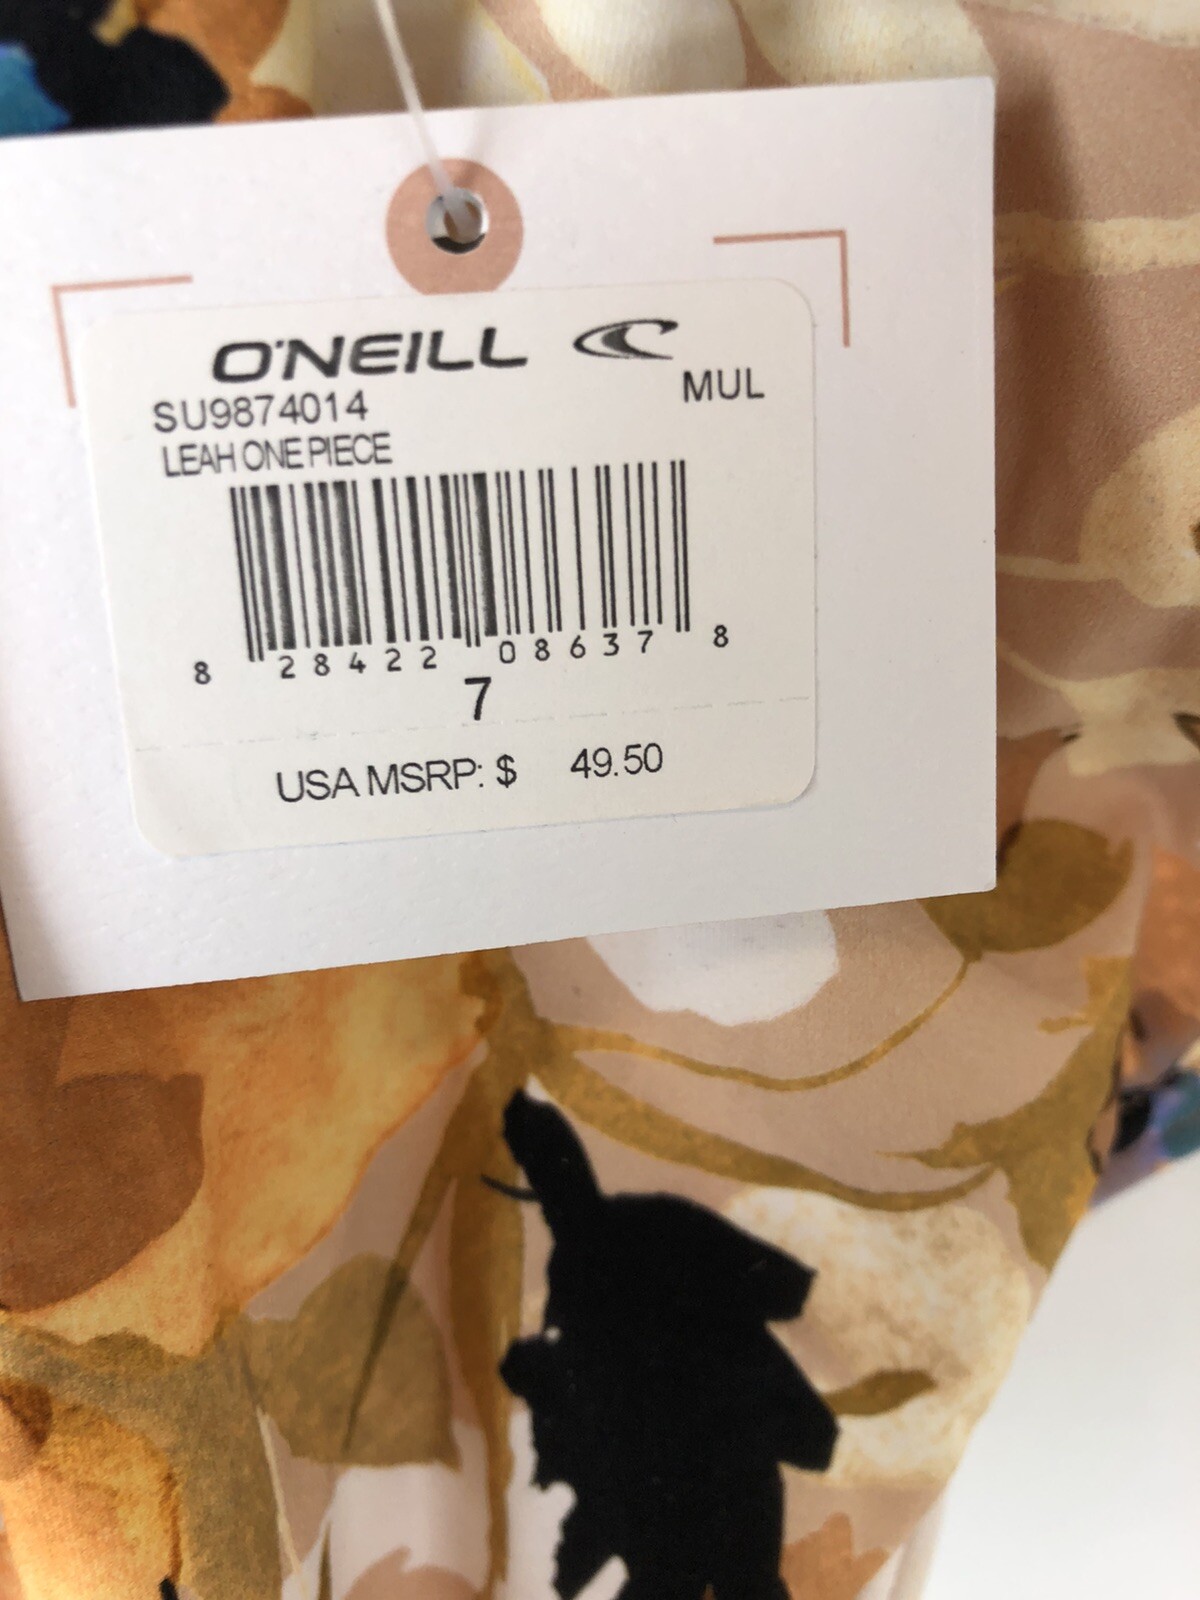 O'NEILL
SU9874014 MUL
LEAH ONE PIECE
8 28422 08637 8
7
USA MSRP: $ 49.50